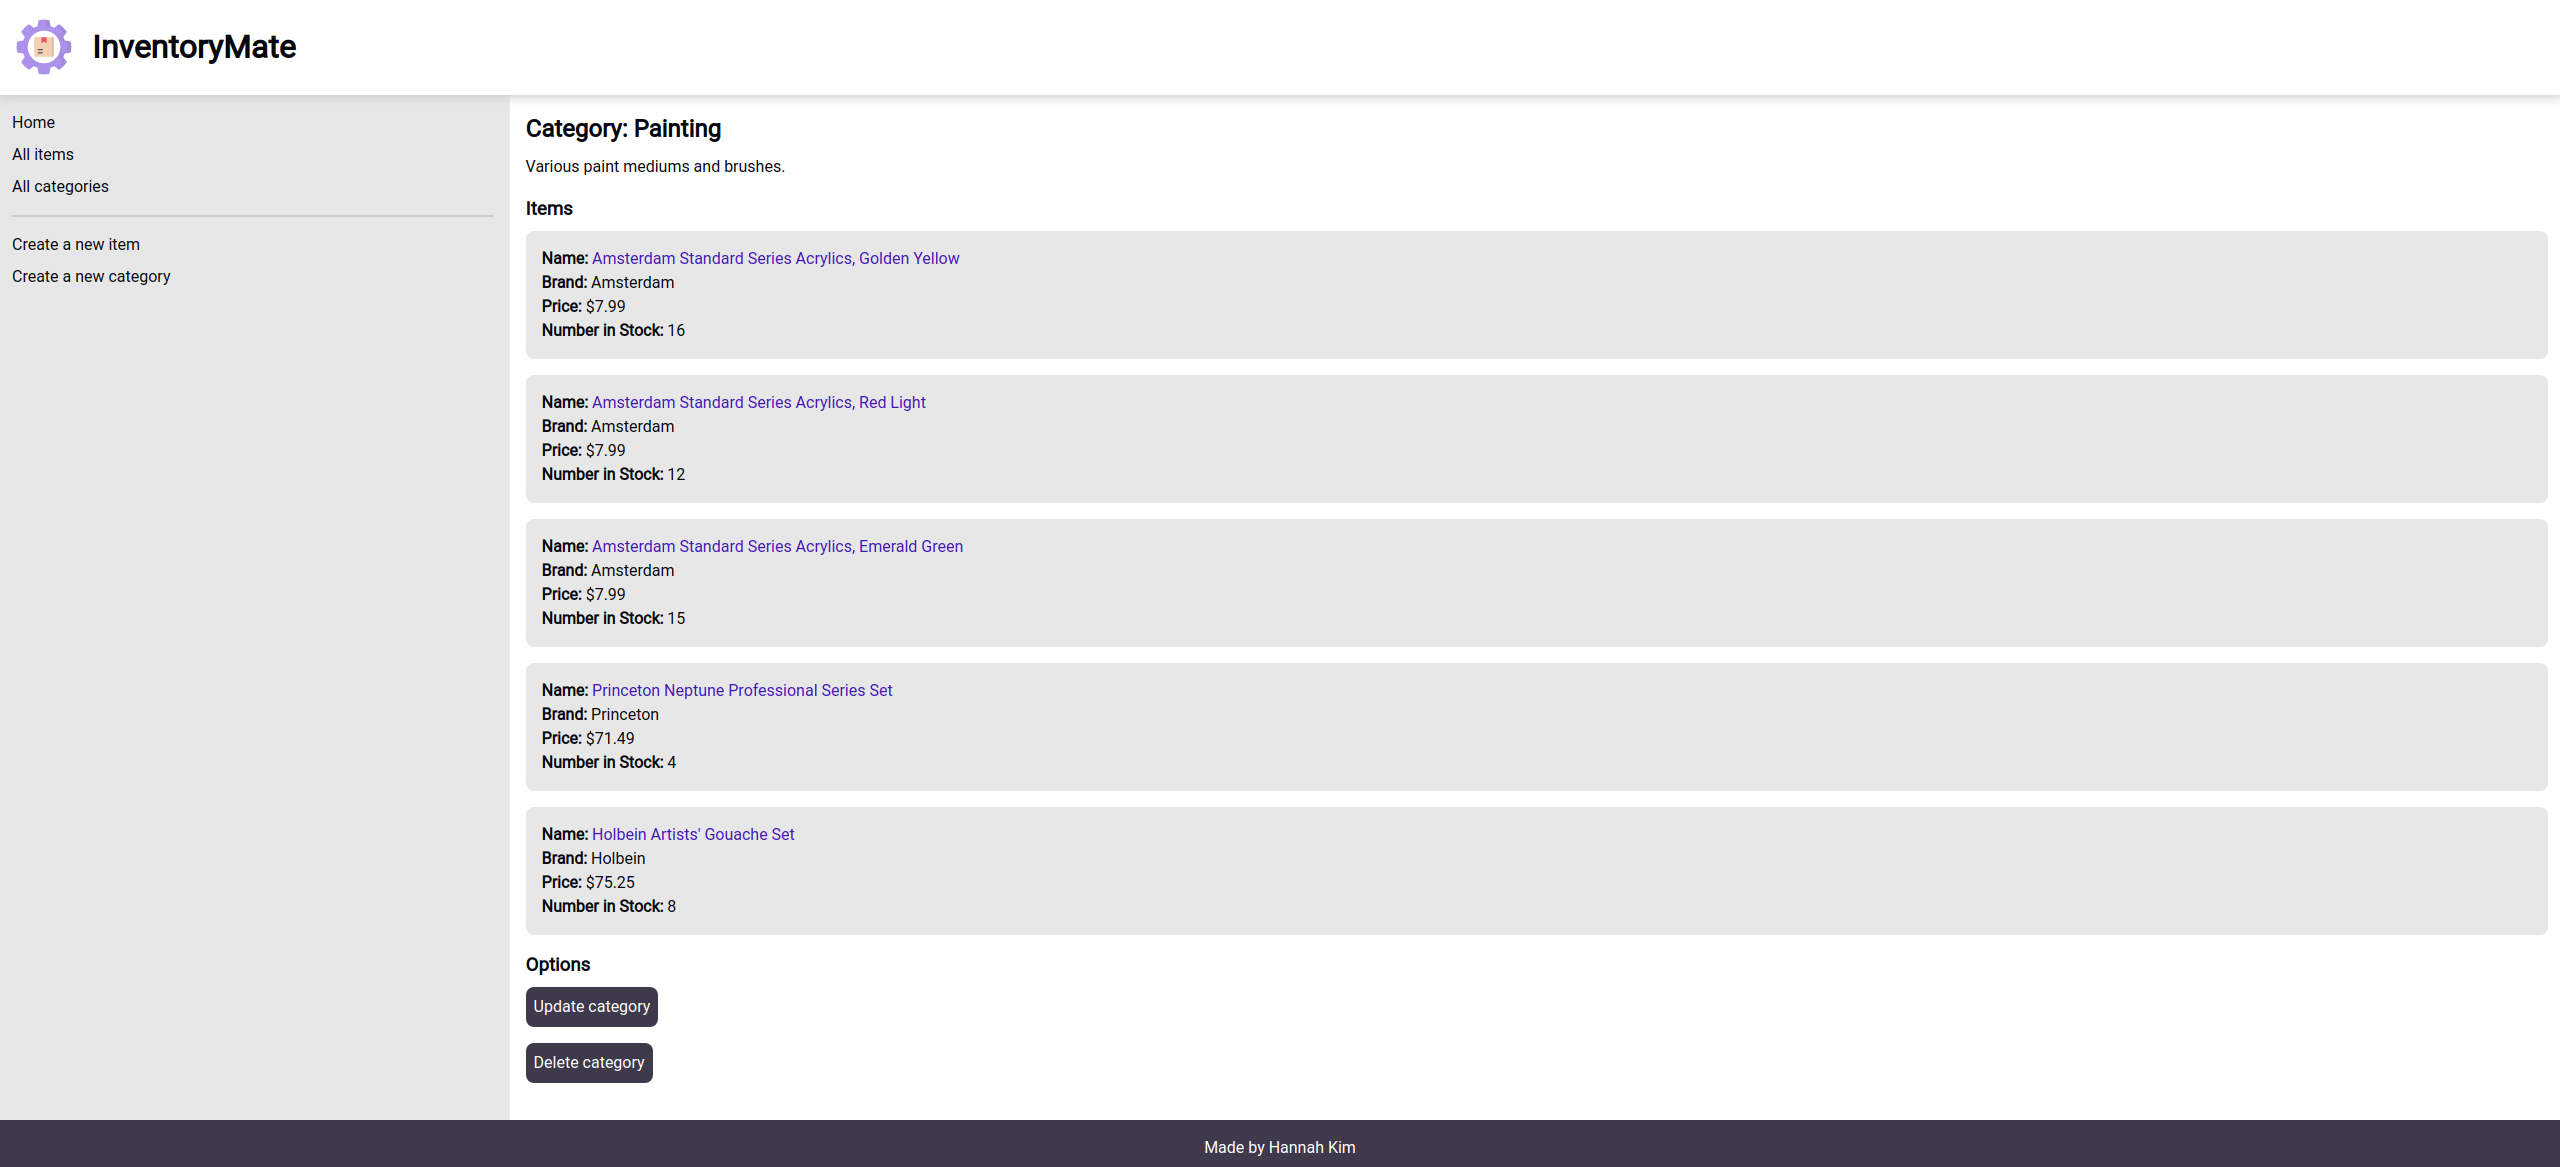 InventoryMate
Home
All items
All categories
Create a new item
Create a new category
Category: Painting
Various paint mediums and brushes.
Items
Name: Amsterdam Standard Series Acrylics, Golden Yellow
Brand: Amsterdam
Price: $7.99
Number in Stock: 16
Name: Amsterdam Standard Series Acrylics, Red Light
Brand: Amsterdam
Price: $7.99
Number in Stock: 12
Name: Amsterdam Standard Series Acrylics, Emerald Green
Brand: Amsterdam
Price: $7.99
Number in Stock: 15
Name: Princeton Neptune Professional Series Set
Brand: Princeton
Price: $71.49
Number in Stock: 4
Name: Holbein Artists' Gouache Set
Brand: Holbein
Price: $75.25
Number in Stock: 8
Options
Update category
Delete category
Made by Hannah Kim